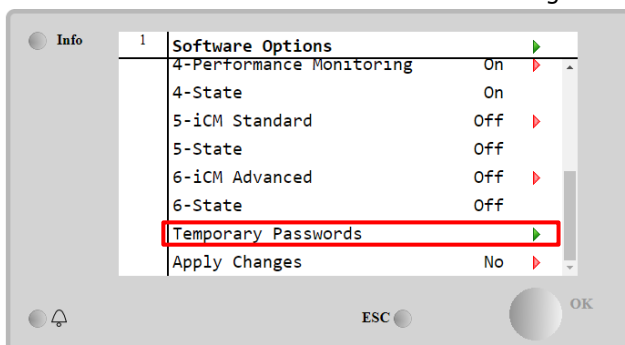 Info
1 Software Options
4-Performance Monitoring On
4-State On
5-iCM Standard Off
5-State Off
6-iCM Advanced Off
6-State Off
Temporary Passwords
Apply Changes No
ESC
OK